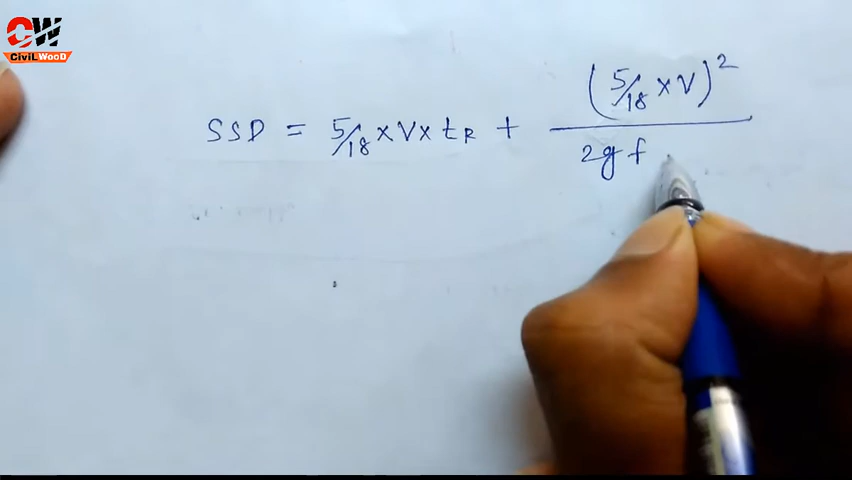 CW
CiViL WooD
(5/18 x V)²
SSD = 5/18 x V x tR + 
2gf